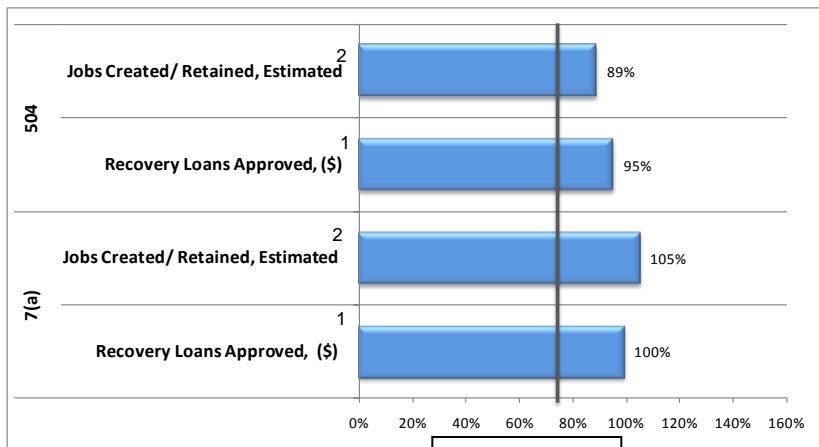 504
Jobs Created/ Retained, Estimated 2
89%
Recovery Loans Approved, ($) 1
95%
7(a)
Jobs Created/ Retained, Estimated 2
105%
Recovery Loans Approved, ($) 1
100%
0% 20% 40% 60% 80% 100% 120% 140% 160%